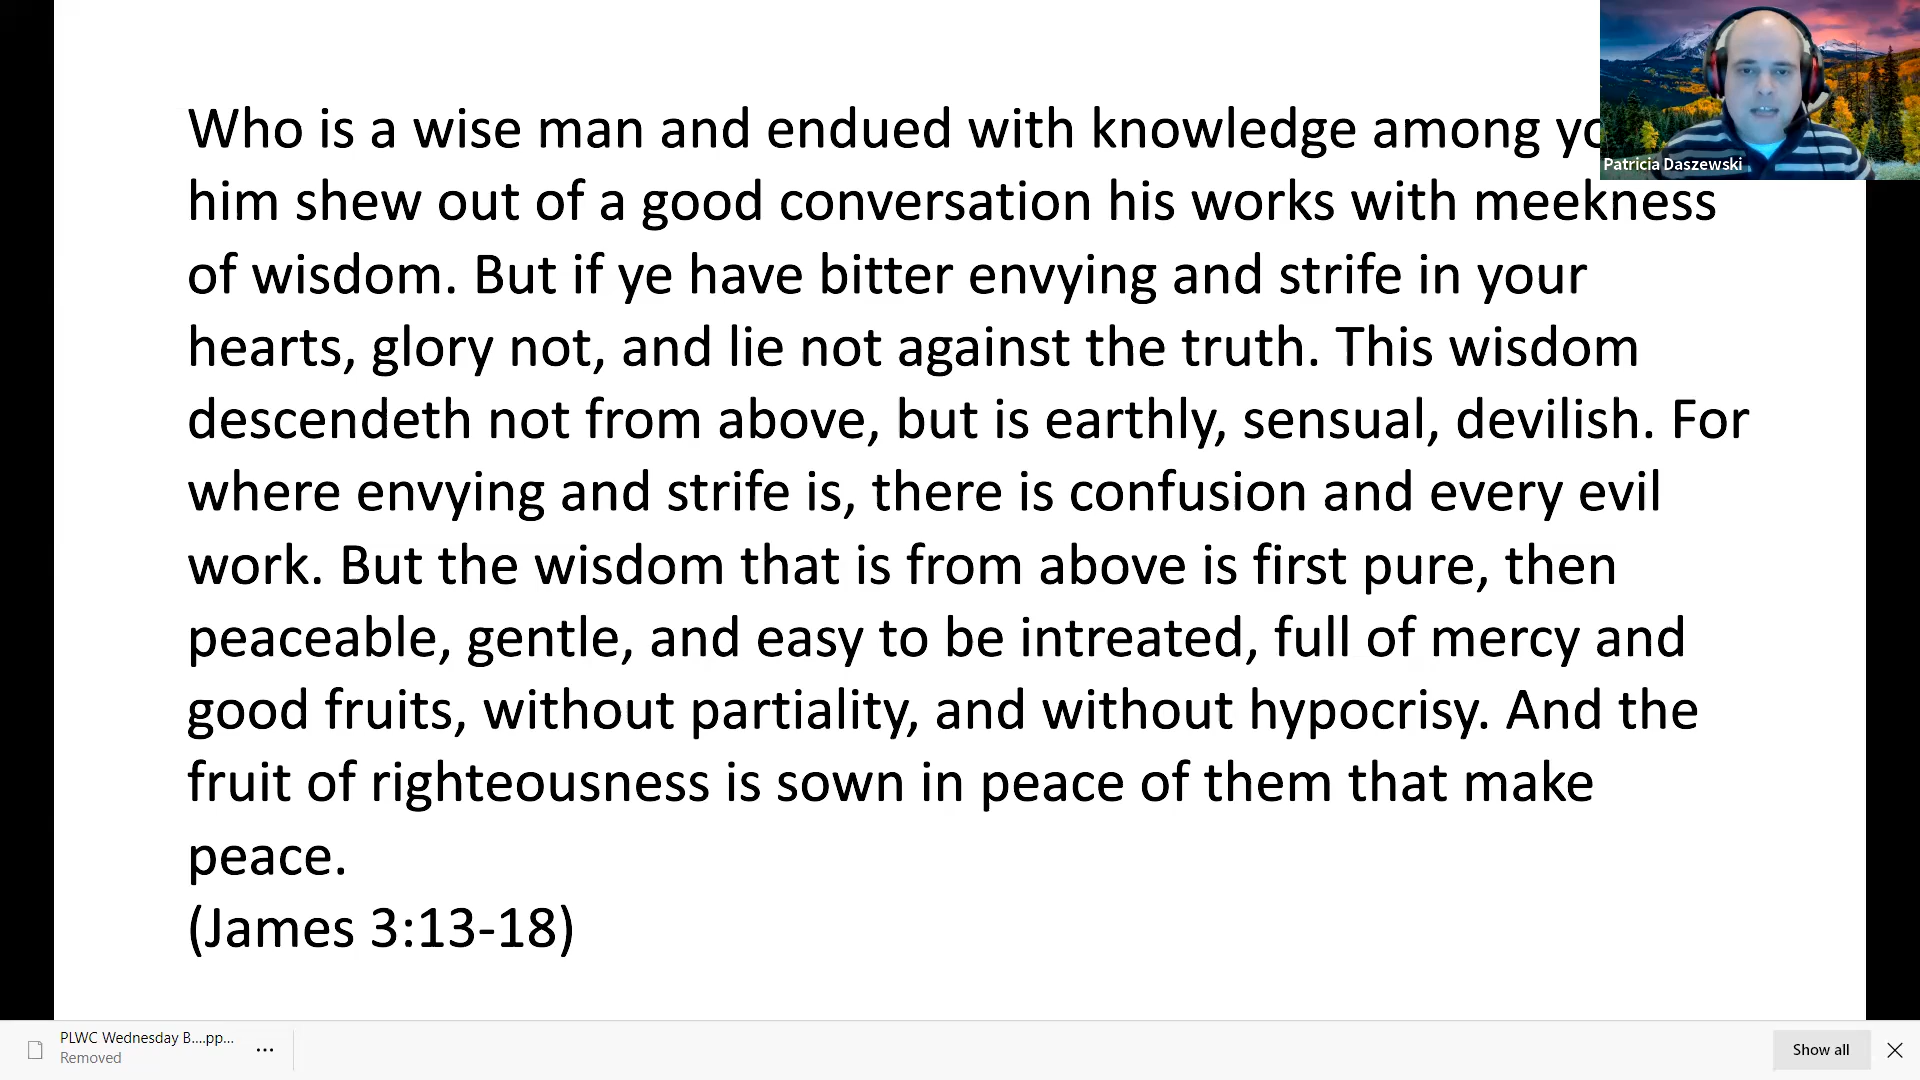 Who is a wise man and endued with knowledge among
him shew out of a good conversation his works with meekness
of wisdom. But if ye have bitter envying and strife in your
hearts, glory not, and lie not against the truth. This wisdom
descendeth not from above, but is earthly, sensual, devilish. For
where envying and strife is, there is confusion and every evil
work. But the wisdom that is from above is first pure, then
peaceable, gentle, and easy to be intreated, full of mercy and
good fruits, without partiality, and without hypocrisy. And the
fruit of righteousness is sown in peace of them that make
peace.
(James 3:13-18)
Patricia Daszewski
PLWC Wednesday B....pp...
Removed
Show all